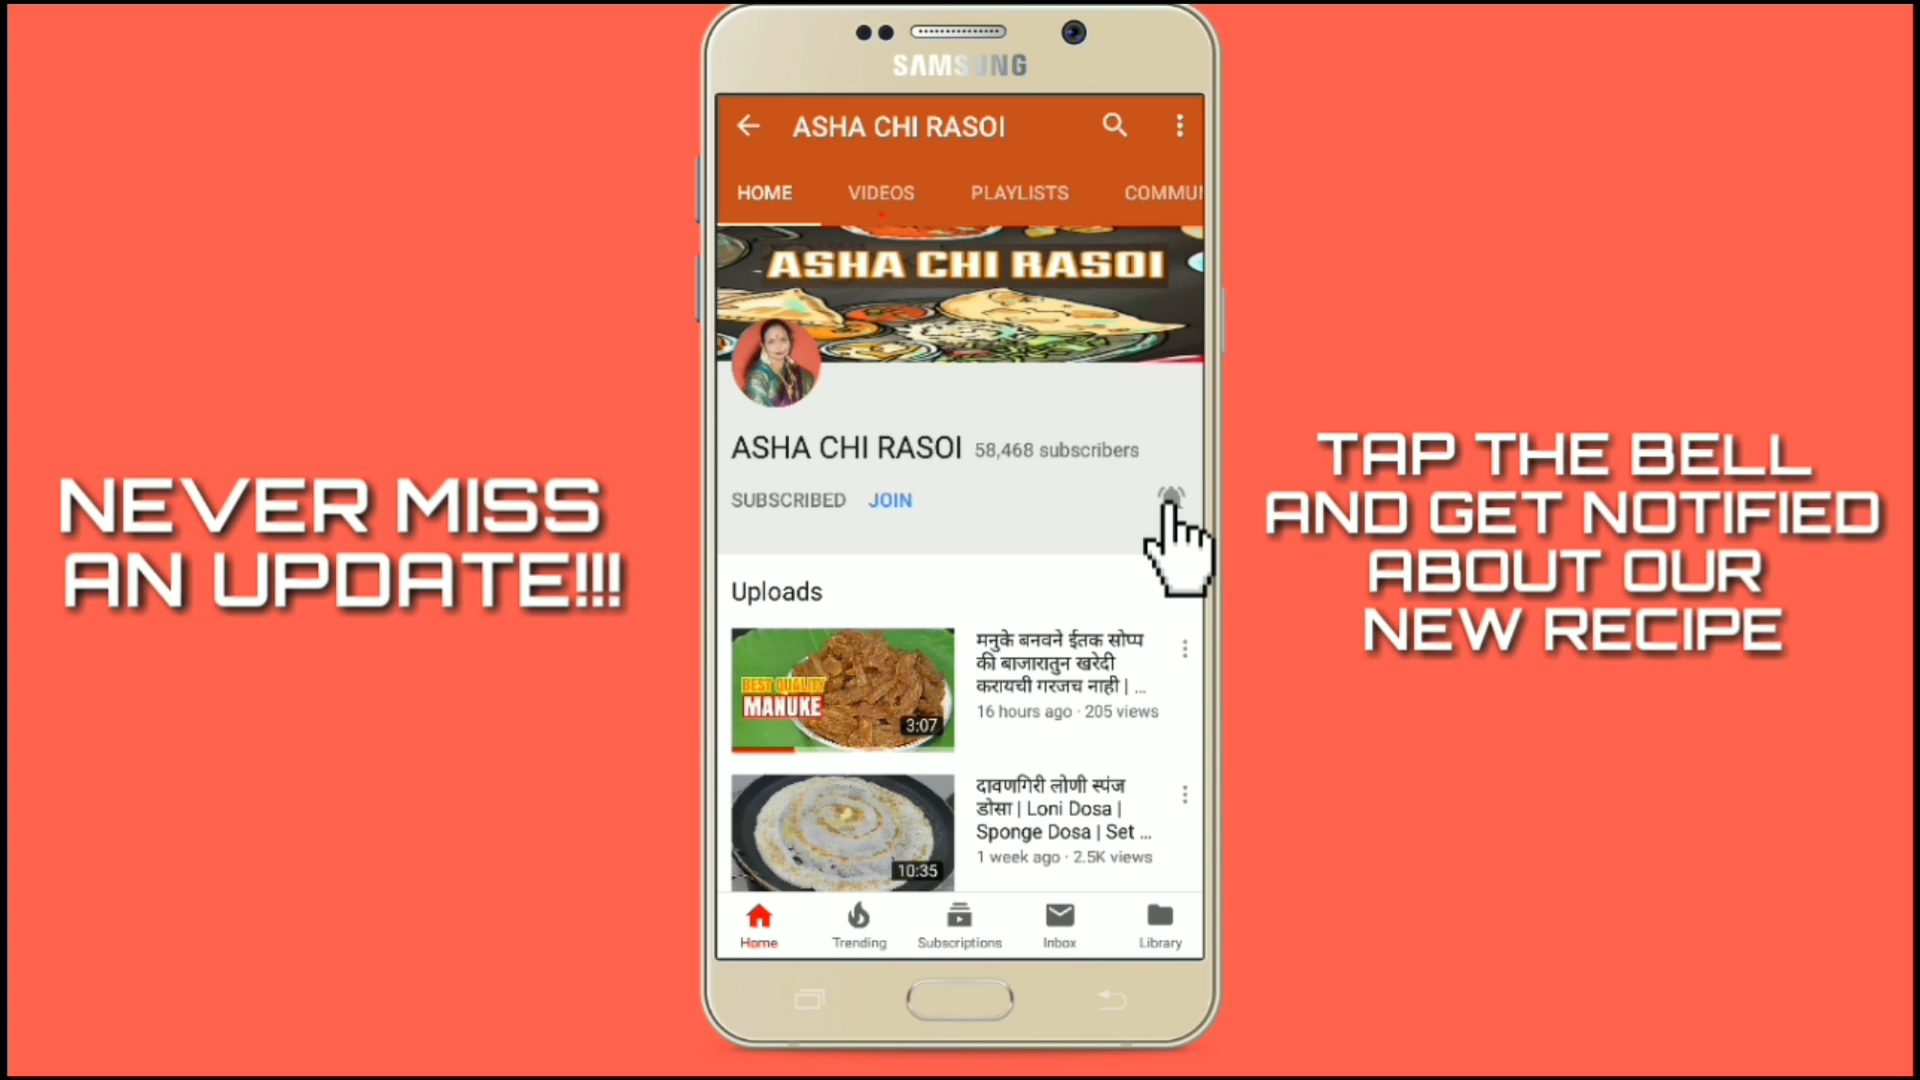 SAMSUNG
ASHA CHI RASOI
HOME VIDEOS PLAYLISTS COMMUN
ASHA CHI RASOI
ASHA CHI RASOI 58,468 subscribers
SUBSCRIBED JOIN
NEVER MISS
AN UPDATE!!!
TAP THE BELL
AND GET NOTIFIED
ABOUT OUR
NEW RECIPE
Uploads
BEST QUALITY
MANUKE
3:07
मनुके बनवने ईतक सोप्प
की बाजारातुन खरेदी
करायची गरजच नाही | ...
16 hours ago · 205 views
10:35
दावणगिरी लोणी स्पंज
डोसा | Loni Dosa |
Sponge Dosa | Set ...
1 week ago · 2.5K views
Home Trending Subscriptions Inbox Library